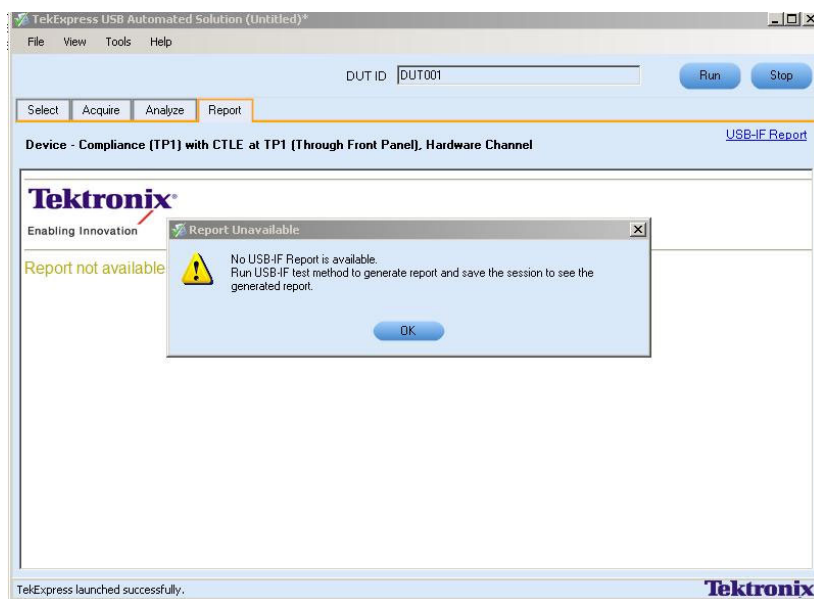 TekExpress USB Automated Solution (Untitled)*
File View Tools Help
DUT ID DUT001 Run Stop
Select Acquire Analyze Report
Device - Compliance (TP1) with CTLE at TP1 (Through Front Panel), Hardware Channel
USB-IF Report
Tektronix
Enabling Innovation
Report not available
Report Unavailable
No USB-IF Report is available.
Run USB-IF test method to generate report and save the session to see the
generated report.
OK
TekExpress launched successfully.
Tektronix